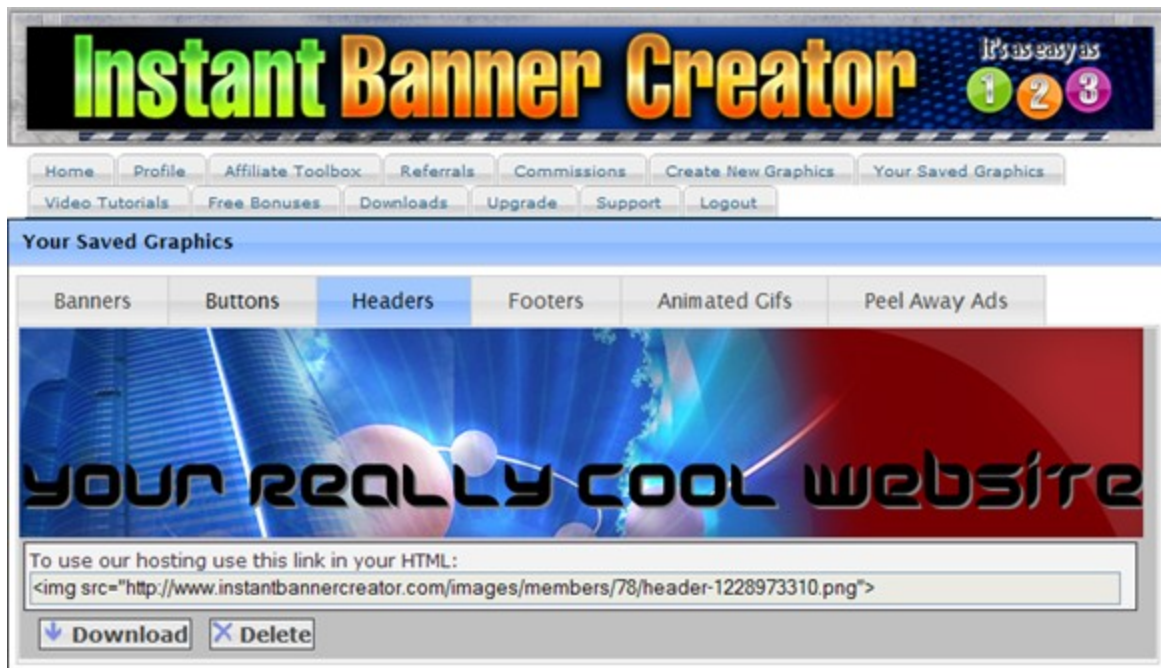 Instant Banner Creator
It's as easy as
1 2 3
Home Profile Affiliate Toolbox Referrals Commissions Create New Graphics Your Saved Graphics
Video Tutorials Free Bonuses Downloads Upgrade Support Logout
Your Saved Graphics
Banners Buttons Headers Footers Animated Gifs Peel Away Ads
YOUR REALLY COOL WEBSITE
To use our hosting use this link in your HTML:
<img src="http://www.instantbannercreator.com/images/members/78/header-1228973310.png">
Download Delete